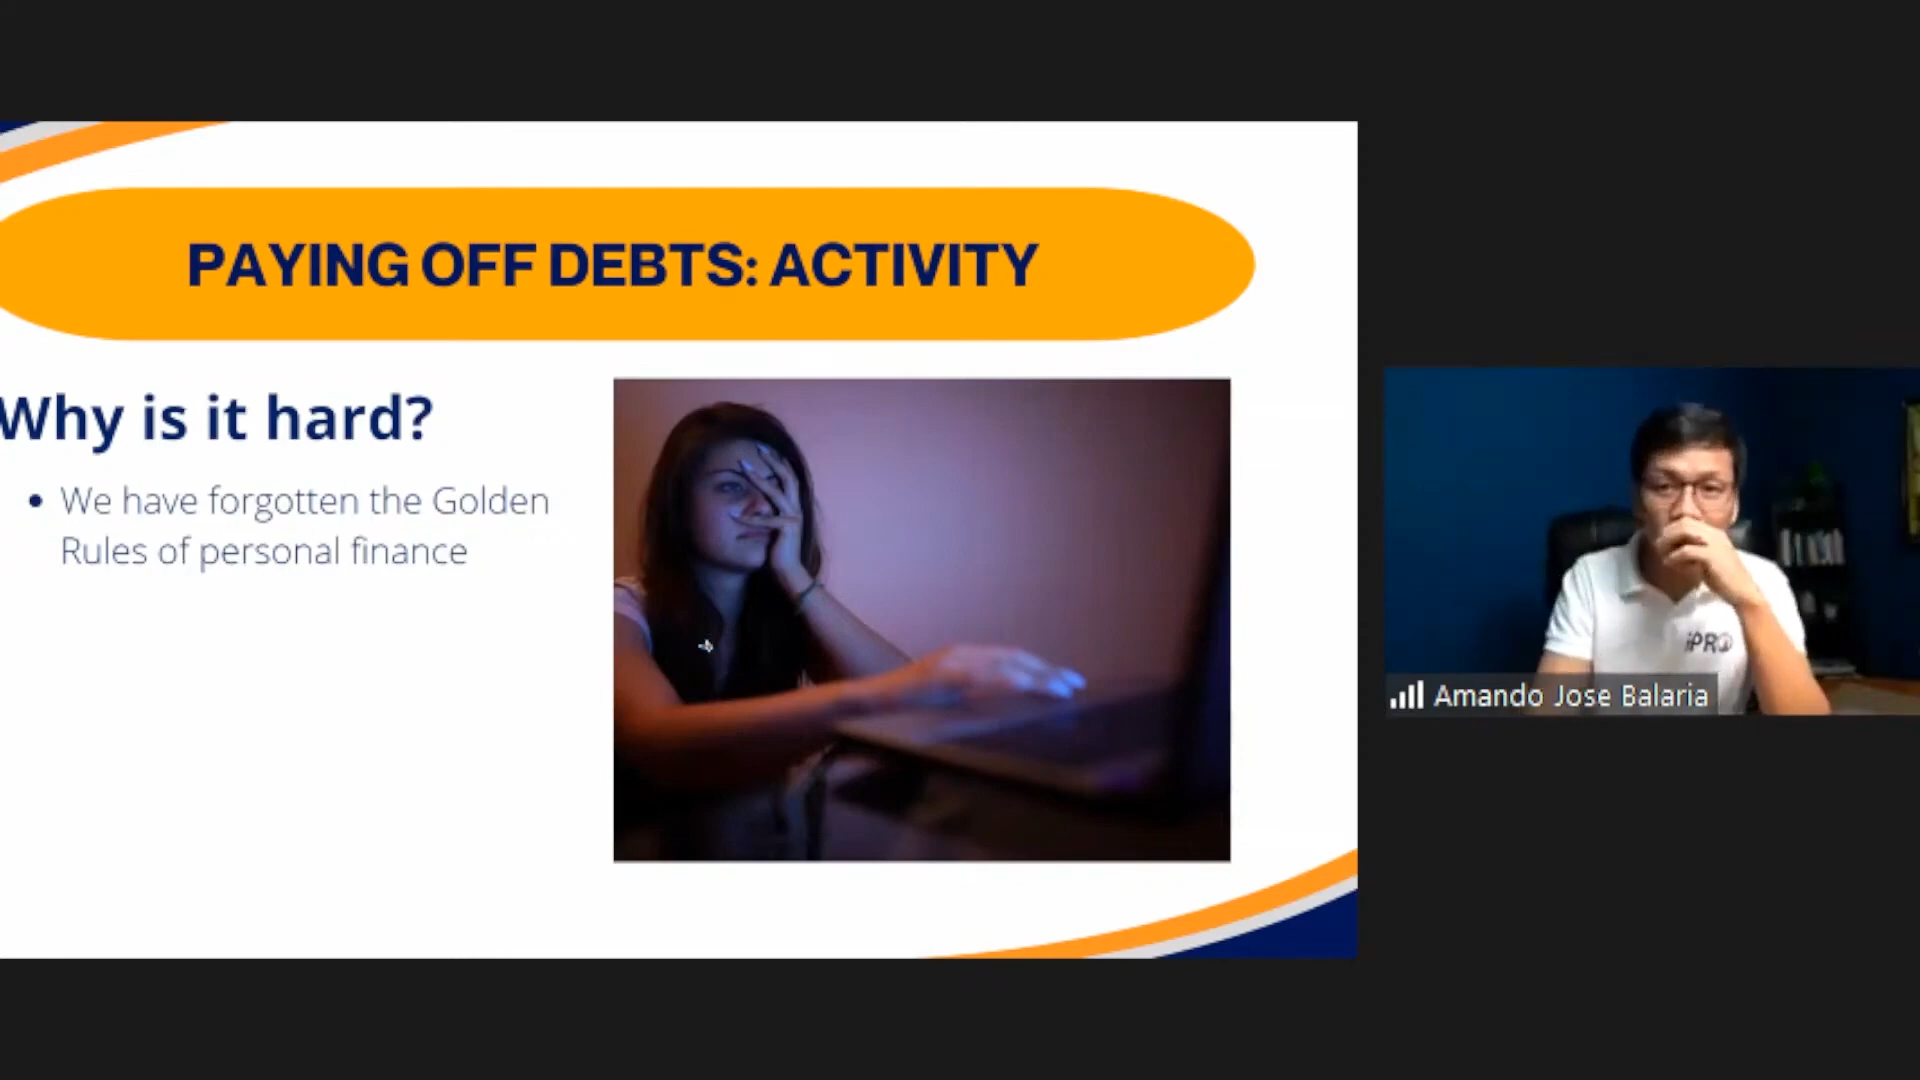 PAYING OFF DEBTS: ACTIVITY
Why is it hard?
• We have forgotten the Golden
Rules of personal finance
iPRO
Amando Jose Balaria